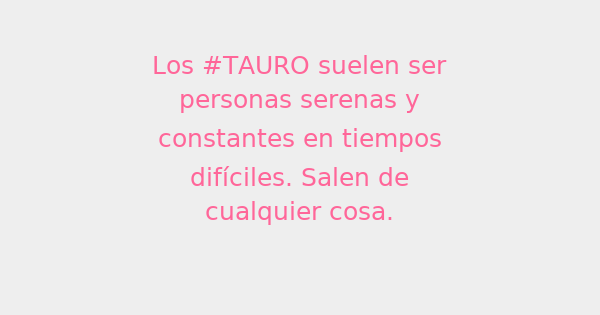 Los #TAURO suelen ser
personas serenas y
constantes en tiempos
difíciles. Salen de
cualquier cosa.